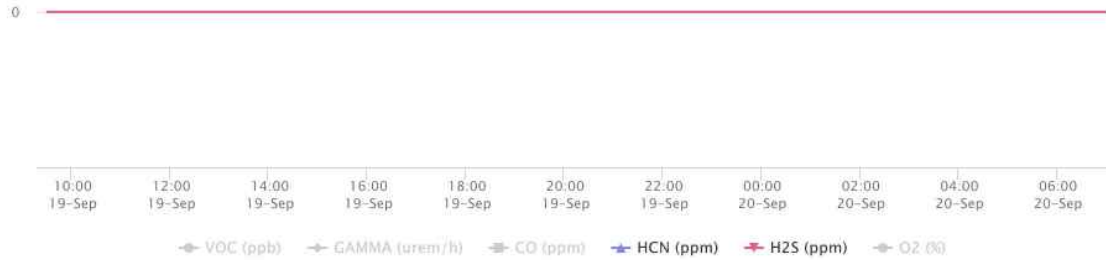 0
10:00 12:00 14:00 16:00 18:00 20:00 22:00 00:00 02:00 04:00 06:00
19-Sep 19-Sep 19-Sep 19-Sep 19-Sep 19-Sep 19-Sep 20-Sep 20-Sep 20-Sep 20-Sep
VOC (ppb) GAMMA (urem/h) CO (ppm) HCN (ppm) H2S (ppm) O2 (%)